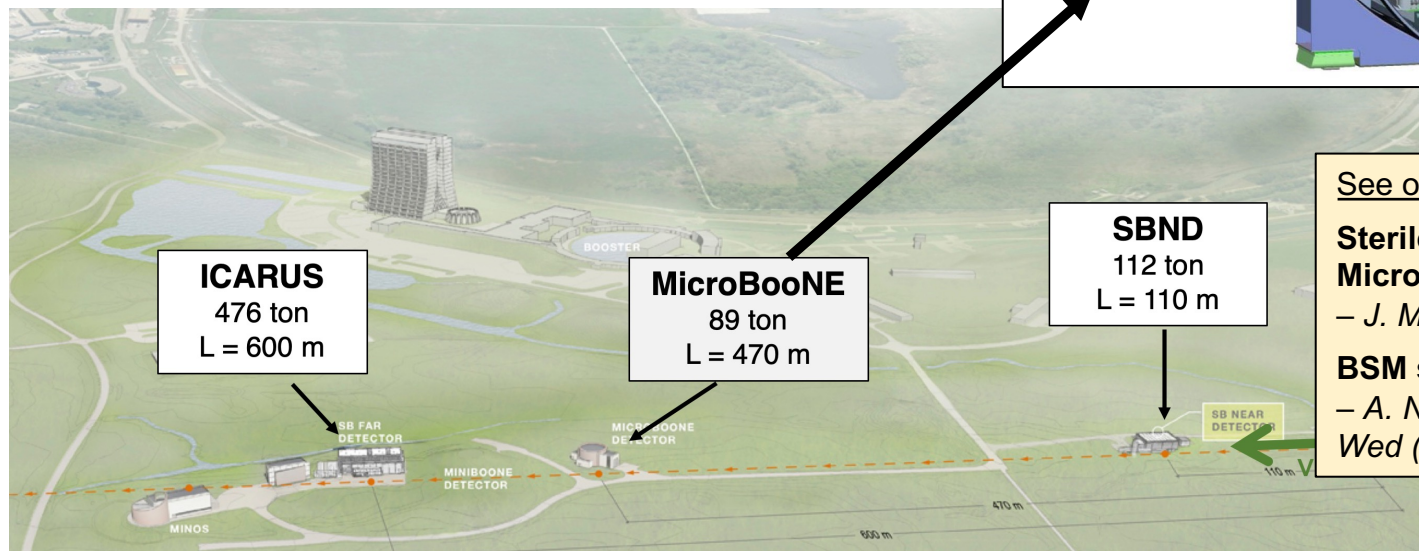 See o
Sterile
Micro
– J. M
BSM s
– A. N
Wed (
SBND
112 ton
L = 110 m
ICARUS
476 ton
L = 600 m
MicroBooNE
89 ton
L = 470 m
BOOSTER
SB FAR
DETECTOR
MICROBOONE
DETECTOR
SB NEAR
DETECTOR
MINIBOONE
DETECTOR
MINOS
110 m
470 m
600 m